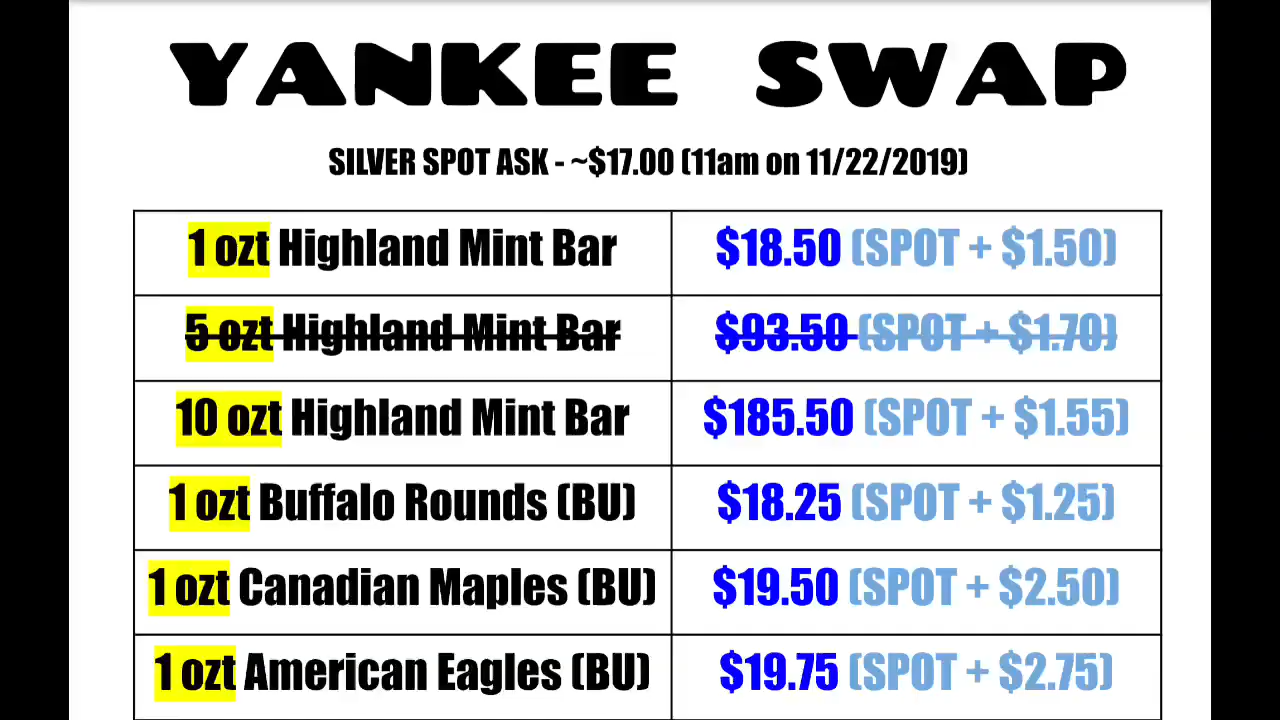 YANKEE SWAP
SILVER SPOT ASK - ~$17.00 (11am on 11/22/2019)
1 ozt Highland Mint Bar $18.50 (SPOT + $1.50)
5 ozt Highland Mint Bar $93.50 (SPOT + $1.70)
10 ozt Highland Mint Bar $185.50 (SPOT + $1.55)
1 ozt Buffalo Rounds (BU) $18.25 (SPOT + $1.25)
1 ozt Canadian Maples (BU) $19.50 (SPOT + $2.50)
1 ozt American Eagles (BU) $19.75 (SPOT + $2.75)